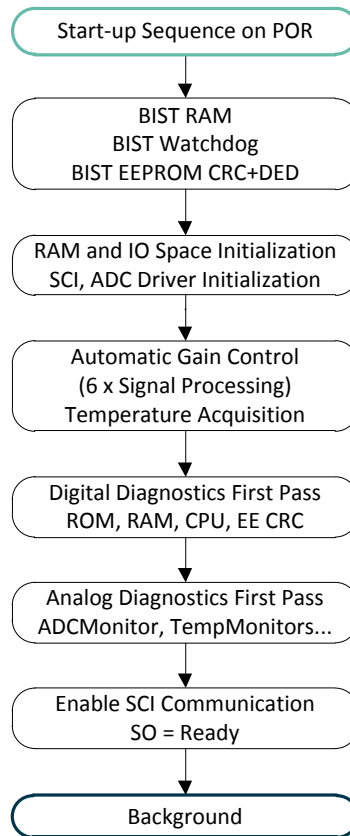 Start-up Sequence on POR
BIST RAM
BIST Watchdog
BIST EEPROM CRC+DED
RAM and IO Space Initialization
SCI, ADC Driver Initialization
Automatic Gain Control
(6 x Signal Processing)
Temperature Acquisition
Digital Diagnostics First Pass
ROM, RAM, CPU, EE CRC
Analog Diagnostics First Pass
ADCMonitor, TempMonitors...
Enable SCI Communication
SO = Ready
Background